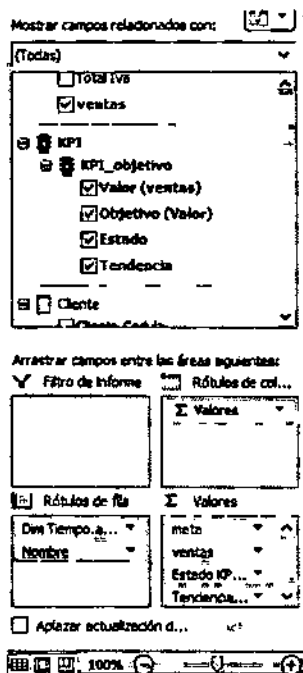 Mostrar campos relacionados con:
(Todas)
Total Iva
ventas
KPI
KPI_objetivo
Valor (ventas)
Objetivo (Valor)
Estado
Tendencia
Cliente
Arrastrar campos entre las áreas siguientes:
Filtro de informe Rótulos de col...
Σ Valores
Rótulos de fila Σ Valores
Dim Tiempo.a... meta
Nombre ventas
Estado KP...
Tendencia...
Aplazar actualización d...
100%